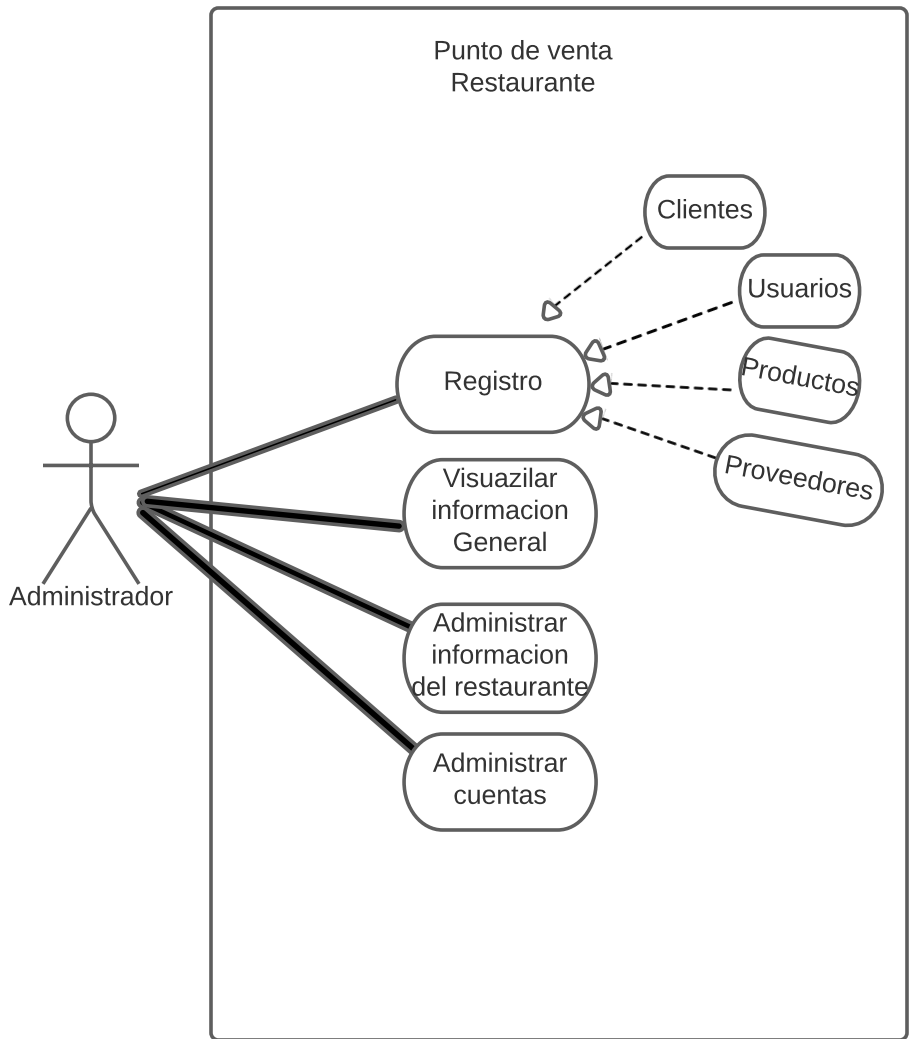 Punto de venta
Restaurante
Clientes
Usuarios
Productos
Proveedores
Registro
Visuazilar
informacion
General
Administrar
informacion
del restaurante
Administrar
cuentas
Administrador